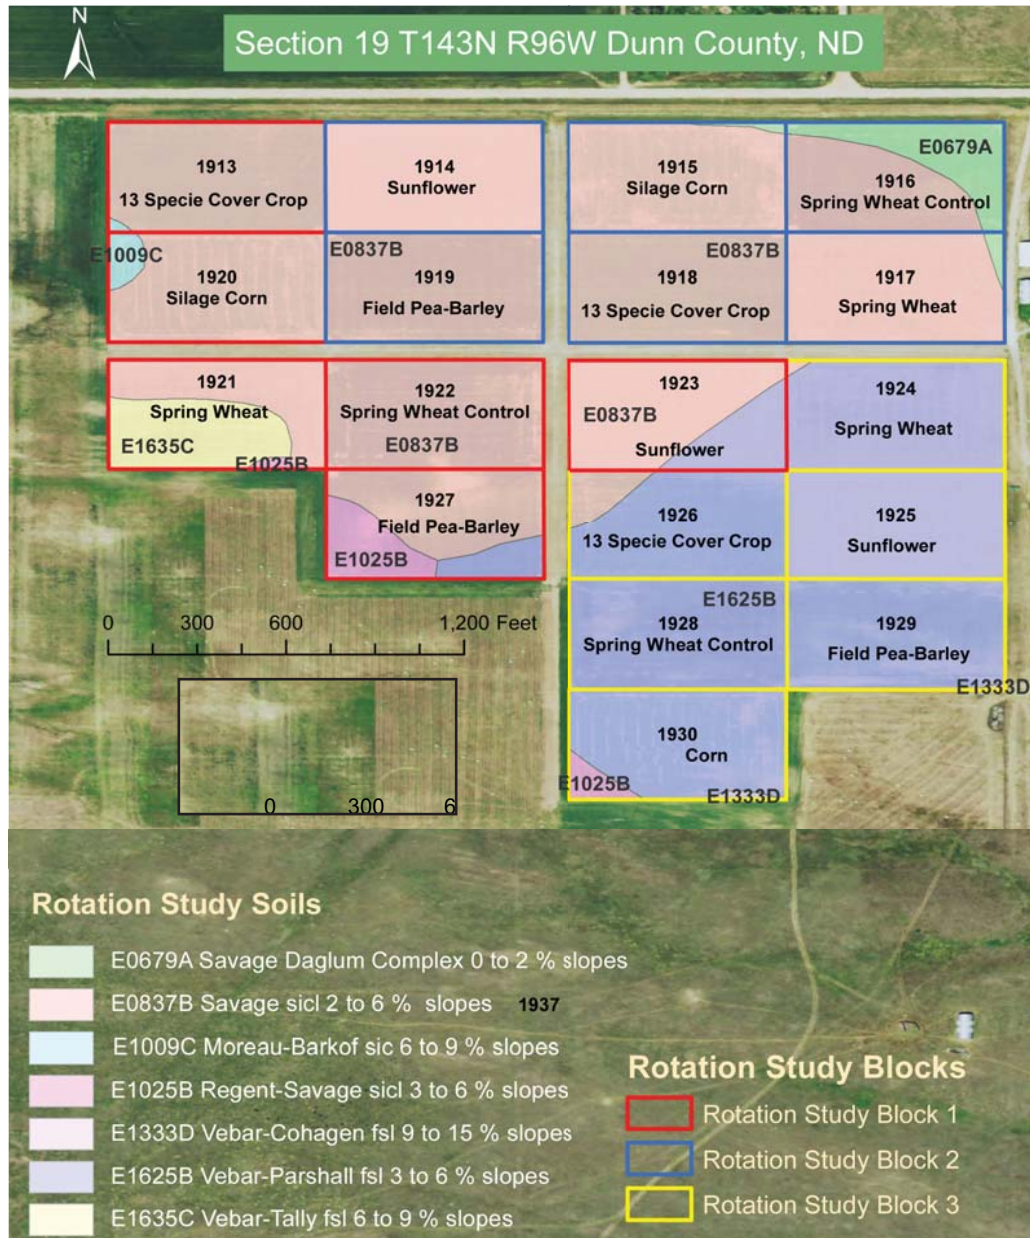 N
Section 19 T143N R96W Dunn County, ND
1913
13 Specie Cover Crop
1914
Sunflower
1915
Silage Corn
E0679A
1916
Spring Wheat Control
E1009C
1920
Silage Corn
E0837B
1919
Field Pea-Barley
E0837B
1918
13 Specie Cover Crop
1917
Spring Wheat
1921
Spring Wheat
E1635C
E1025B
1922
Spring Wheat Control
E0837B
1923
E0837B
Sunflower
1924
Spring Wheat
1927
Field Pea-Barley
E1025B
1926
13 Specie Cover Crop
1925
Sunflower
E1625B
1928
Spring Wheat Control
1929
Field Pea-Barley
E1333D
0 300 600 1,200 Feet
1930
Corn
E1025B
E1333D
0 300 6
Rotation Study Soils
E0679A Savage Daglum Complex 0 to 2 % slopes
E0837B Savage sicl 2 to 6 % slopes 1937
E1009C Moreau-Barkof sic 6 to 9 % slopes
E1025B Regent-Savage sicl 3 to 6 % slopes
E1333D Vebar-Cohagen fsl 9 to 15 % slopes
E1625B Vebar-Parshall fsl 3 to 6 % slopes
E1635C Vebar-Tally fsl 6 to 9 % slopes
Rotation Study Blocks
Rotation Study Block 1
Rotation Study Block 2
Rotation Study Block 3